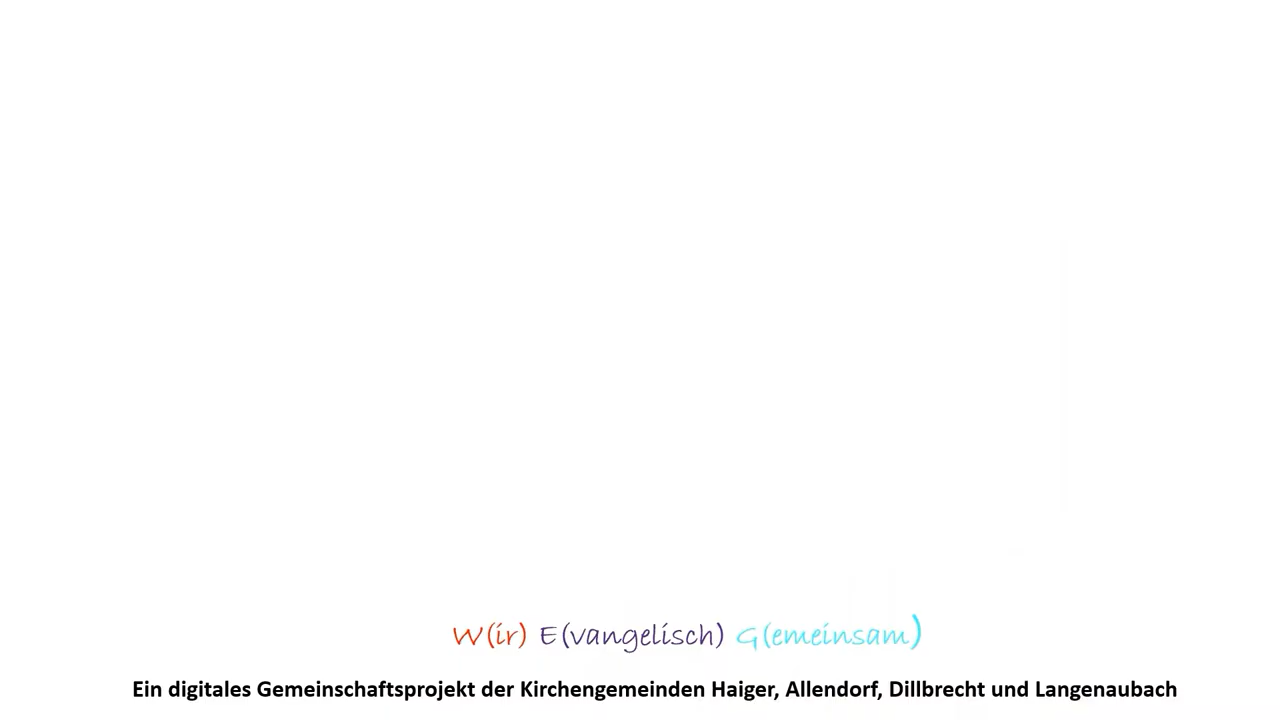 W(ir) E(vangelisch) G(emeinsam)
Ein digitales Gemeinschaftsprojekt der Kirchengemeinden Haiger, Allendorf, Dillbrecht und Langenaubach